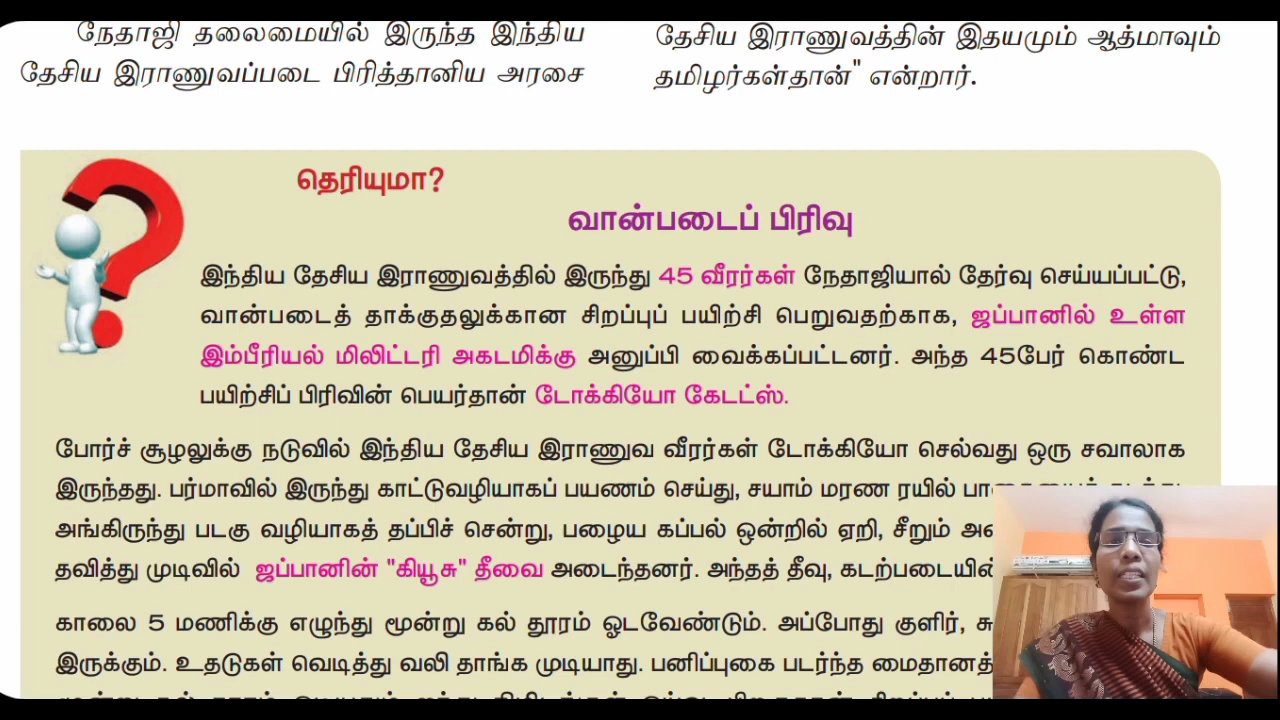 நேதாஜி தலைமையில் இருந்த இந்திய
தேசிய இராணுவப்படை பிரித்தானிய அரசை
தேசிய இராணுவத்தின் இதயமும் ஆத்மாவும்
தமிழர்கள்தான்" என்றார்.
தெரியுமா?
வான்படைப் பிரிவு
இந்திய தேசிய இராணுவத்தில் இருந்து 45 வீரர்கள் நேதாஜியால் தேர்வு செய்யப்பட்டு,
வான்படைத் தாக்குதலுக்கான சிறப்புப் பயிற்சி பெறுவதற்காக, ஜப்பானில் உள்ள
இம்பீரியல் மிலிட்டரி அகடமிக்கு அனுப்பி வைக்கப்பட்டனர். அந்த 45பேர் கொண்ட
பயிற்சிப் பிரிவின் பெயர்தான் டோக்கியோ கேடட்ஸ்.
போர்ச் சூழலுக்கு நடுவில் இந்திய தேசிய இராணுவ வீரர்கள் டோக்கியோ செல்வது ஒரு சவாலாக
இருந்தது. பர்மாவில் இருந்து காட்டுவழியாகப் பயணம் செய்து, சயாம் மரண ரயில்
அங்கிருந்து படகு வழியாகத் தப்பிச் சென்று, பழைய கப்பல் ஒன்றில் ஏறி, சீறும்
தவித்து முடிவில் ஜப்பானின் "கியூசு" தீவை அடைந்தனர். அந்தத் தீவு,
காலை 5 மணிக்கு எழுந்து மூன்று கல் தூரம் ஓடவேண்டும். அப்போது குளிர்,
இருக்கும். உதடுகள் வெடித்து வலி தாங்க முடியாது. பனிப்புகை படர்ந்த